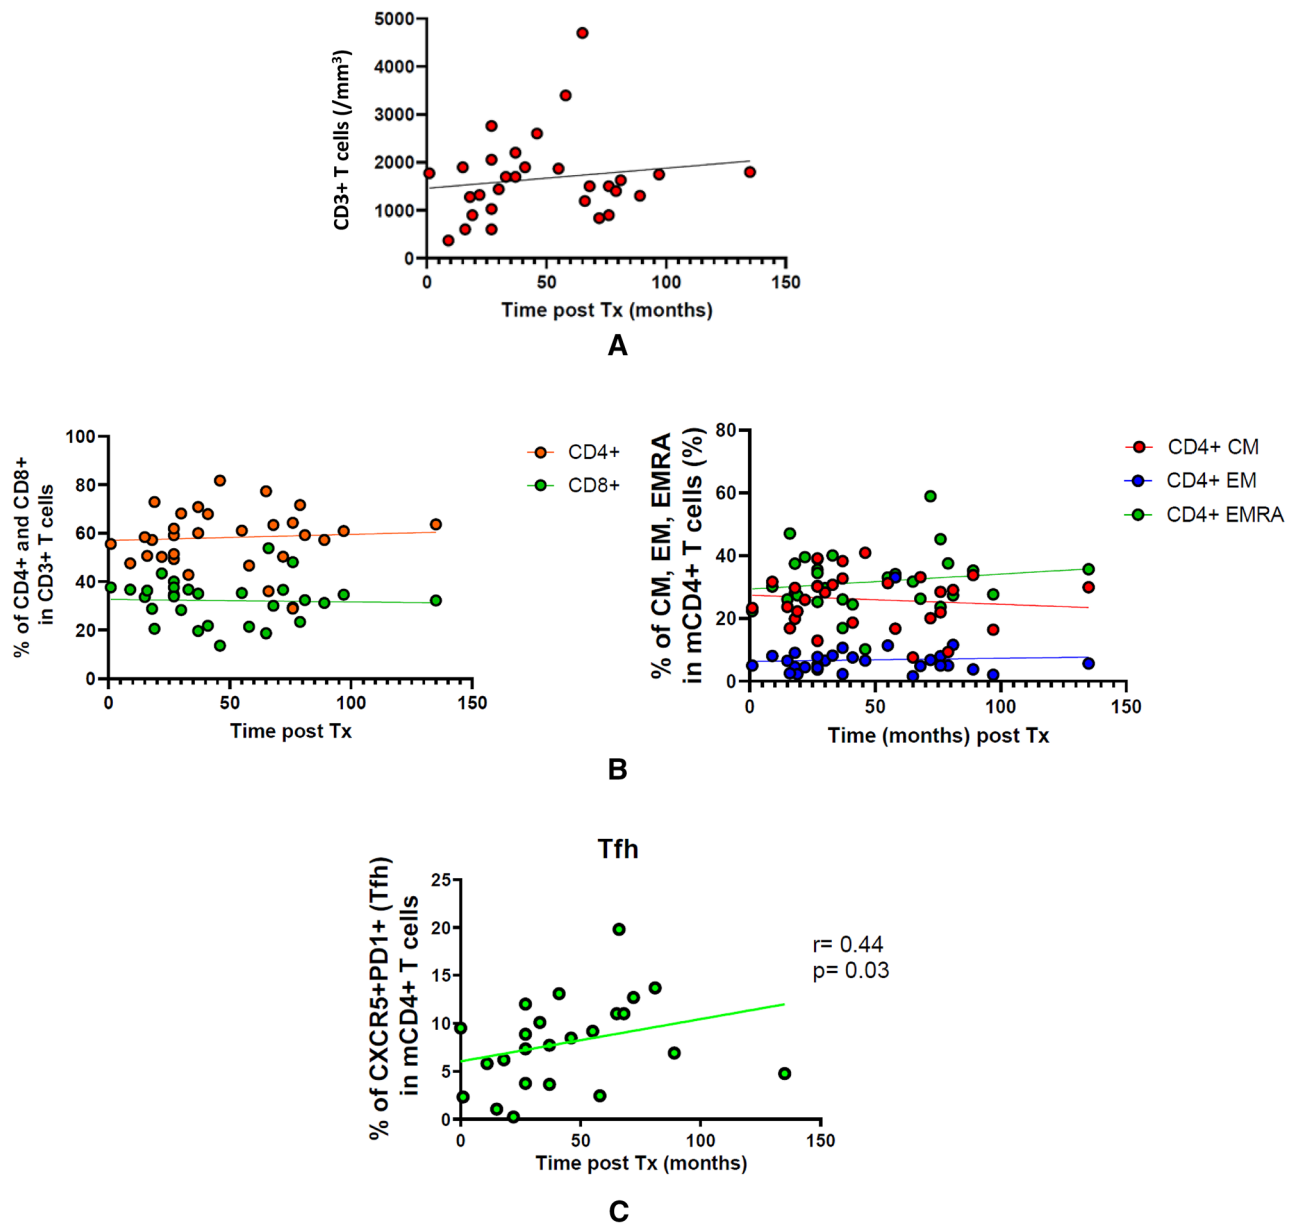 5000
4000
3000
2000
1000
0
CD3+ T cells (/mm³)
0 50 100 150
Time post Tx (months)
A
100
80
60
40
20
0
% of CD4+ and CD8+
in CD3+ T cells
0 50 100 150
Time post Tx
CD4+
CD8+
80
60
40
20
0
% of CM, EM, EMRA
in mCD4+ T cells (%)
0 50 100 150
Time (months) post Tx
CD4+ CM
CD4+ EM
CD4+ EMRA
B
Tfh
25
20
15
10
5
0
% of CXCR5+PD1+ (Tfh)
in mCD4+ T cells
0 50 100 150
Time post Tx (months)
r= 0.44
p= 0.03
C